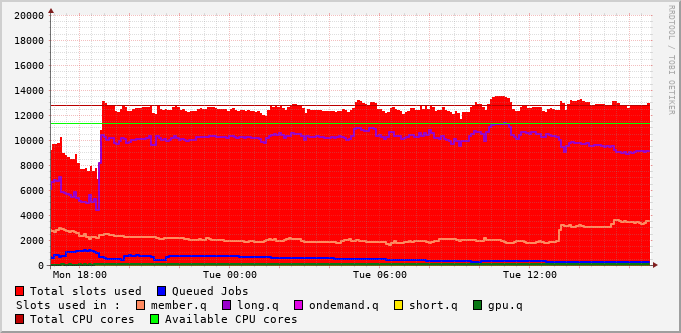 20000
18000
16000
14000
12000
10000
8000
6000
4000
2000
0
Mon 18:00 Tue 00:00 Tue 06:00 Tue 12:00
RRDTOOL / TOBI OETIKER
Total slots used Queued Jobs
Slots used in : member.q long.q ondemand.q short.q gpu.q
Total CPU cores Available CPU cores